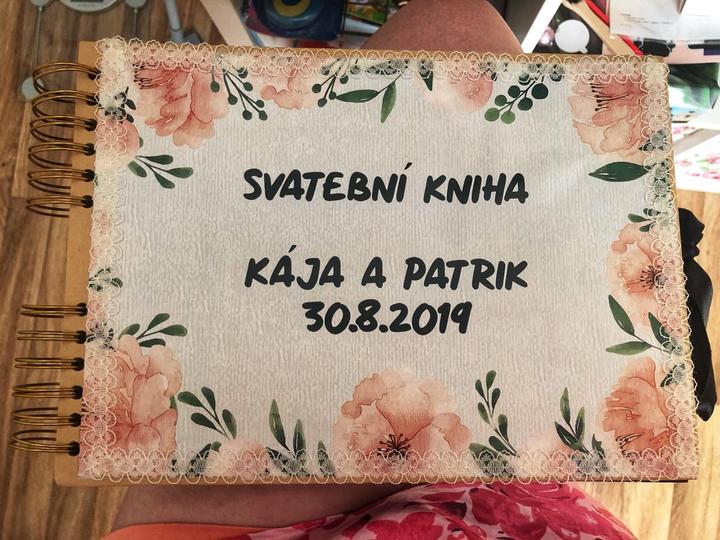 SVATEBNÍ KNIHA
KÁJA A PATRIK
30.8.2019